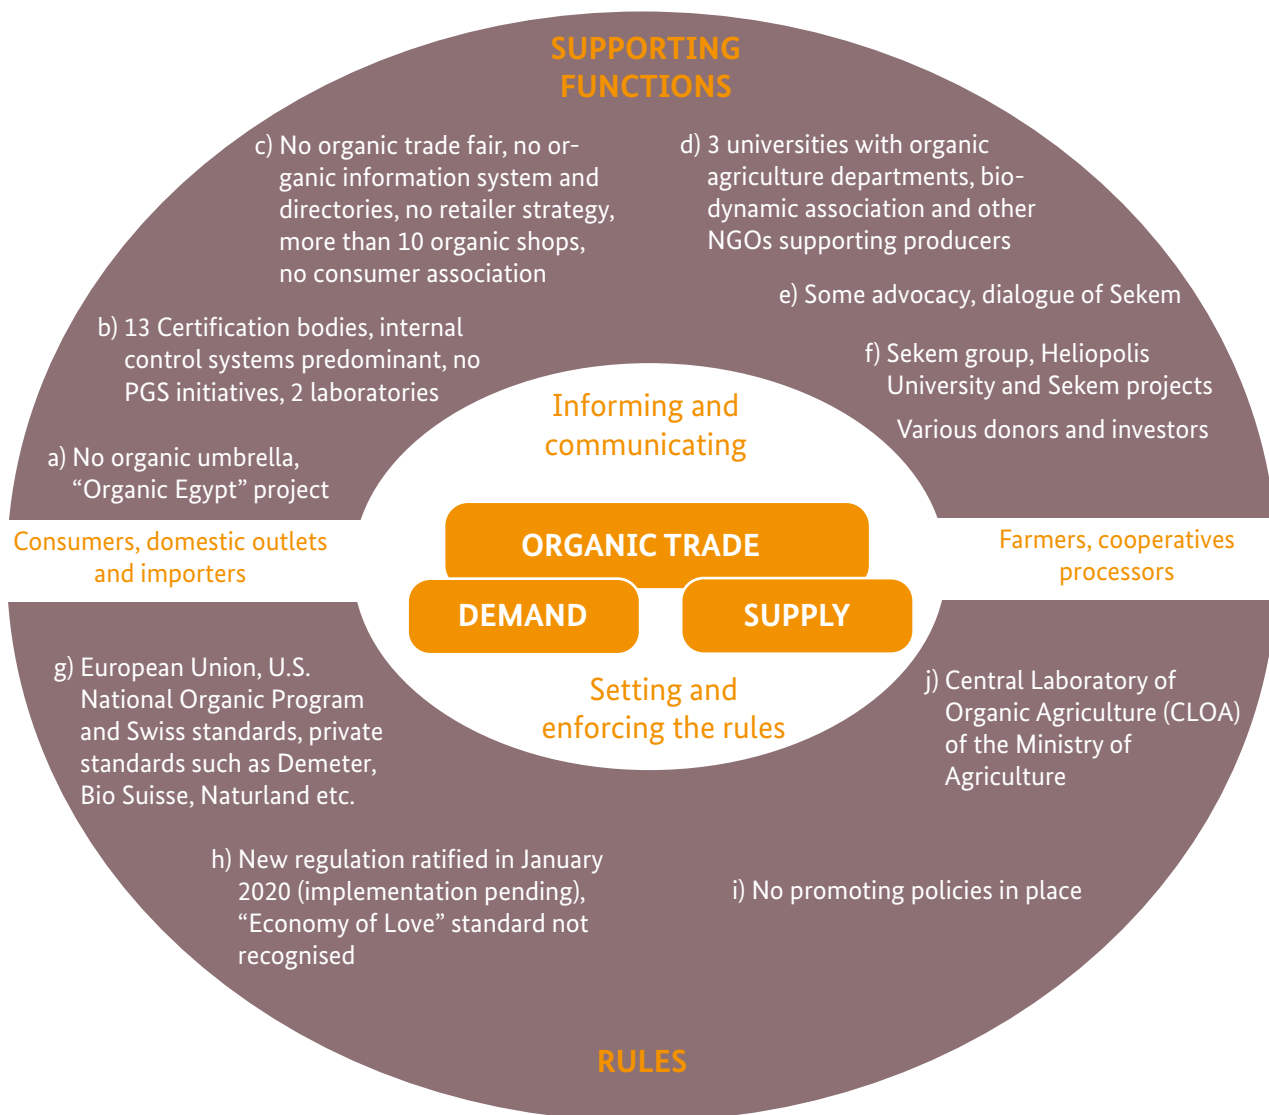 SUPPORTING
FUNCTIONS
c) No organic trade fair, no or-
ganic information system and
directories, no retailer strategy,
more than 10 organic shops,
no consumer association
d) 3 universities with organic
agriculture departments, bio-
dynamic association and other
NGOs supporting producers
e) Some advocacy, dialogue of Sekem
b) 13 Certification bodies, internal
control systems predominant, no
PGS initiatives, 2 laboratories
f) Sekem group, Heliopolis
University and Sekem projects
Various donors and investors
a) No organic umbrella,
“Organic Egypt” project
Informing and
communicating
Consumers, domestic outlets
and importers
ORGANIC TRADE
DEMAND
SUPPLY
Farmers, cooperatives
processors
Setting and
enforcing the rules
g) European Union, U.S.
National Organic Program
and Swiss standards, private
standards such as Demeter,
Bio Suisse, Naturland etc.
j) Central Laboratory of
Organic Agriculture (CLOA)
of the Ministry of
Agriculture
h) New regulation ratified in January
2020 (implementation pending),
“Economy of Love” standard not
recognised
i) No promoting policies in place
RULES